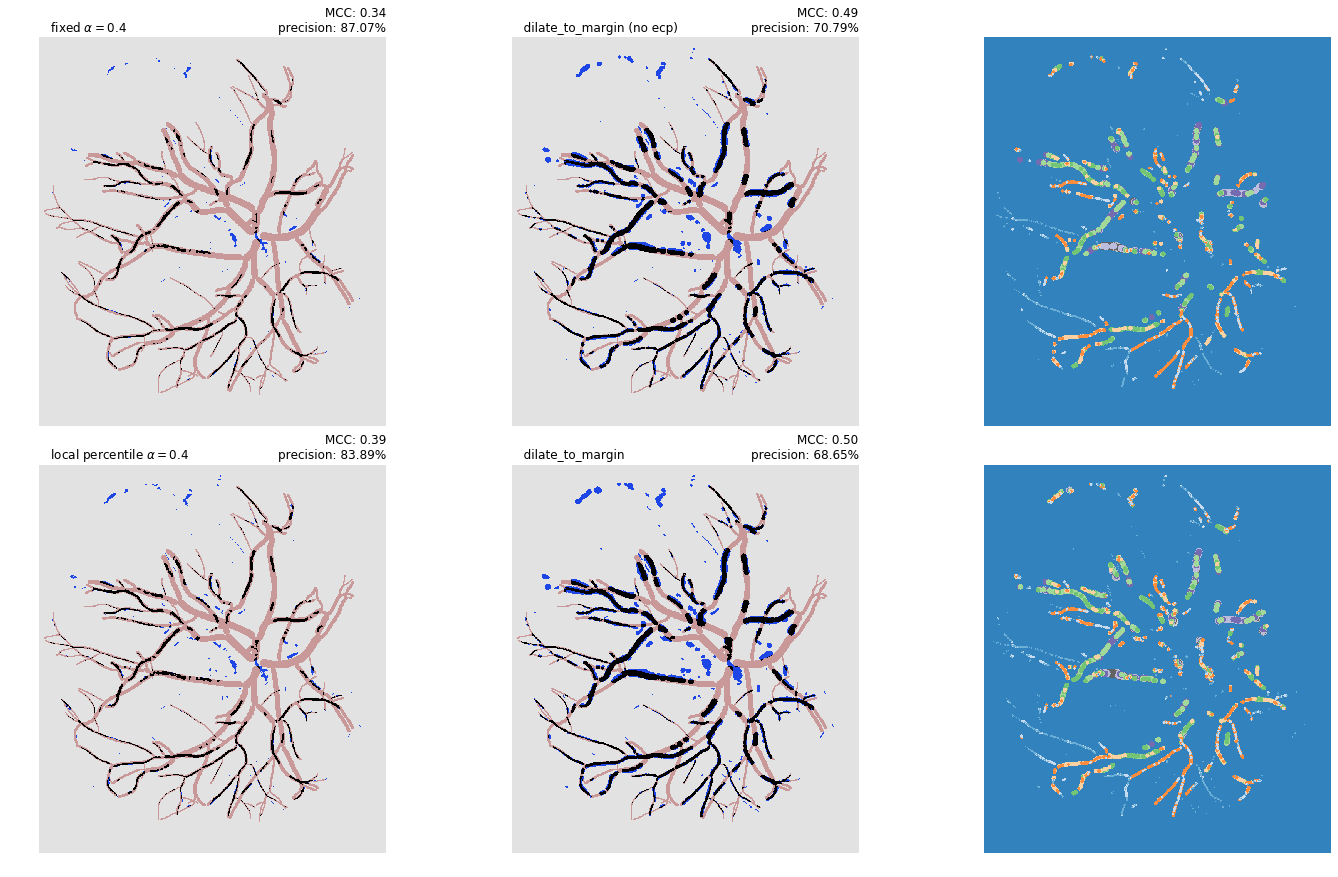 MCC: 0.34
fixed α = 0.4 precision: 87.07%
MCC: 0.49
dilate_to_margin (no ecp) precision: 70.79%
MCC: 0.39
local percentile α = 0.4 precision: 83.89%
MCC: 0.50
dilate_to_margin precision: 68.65%